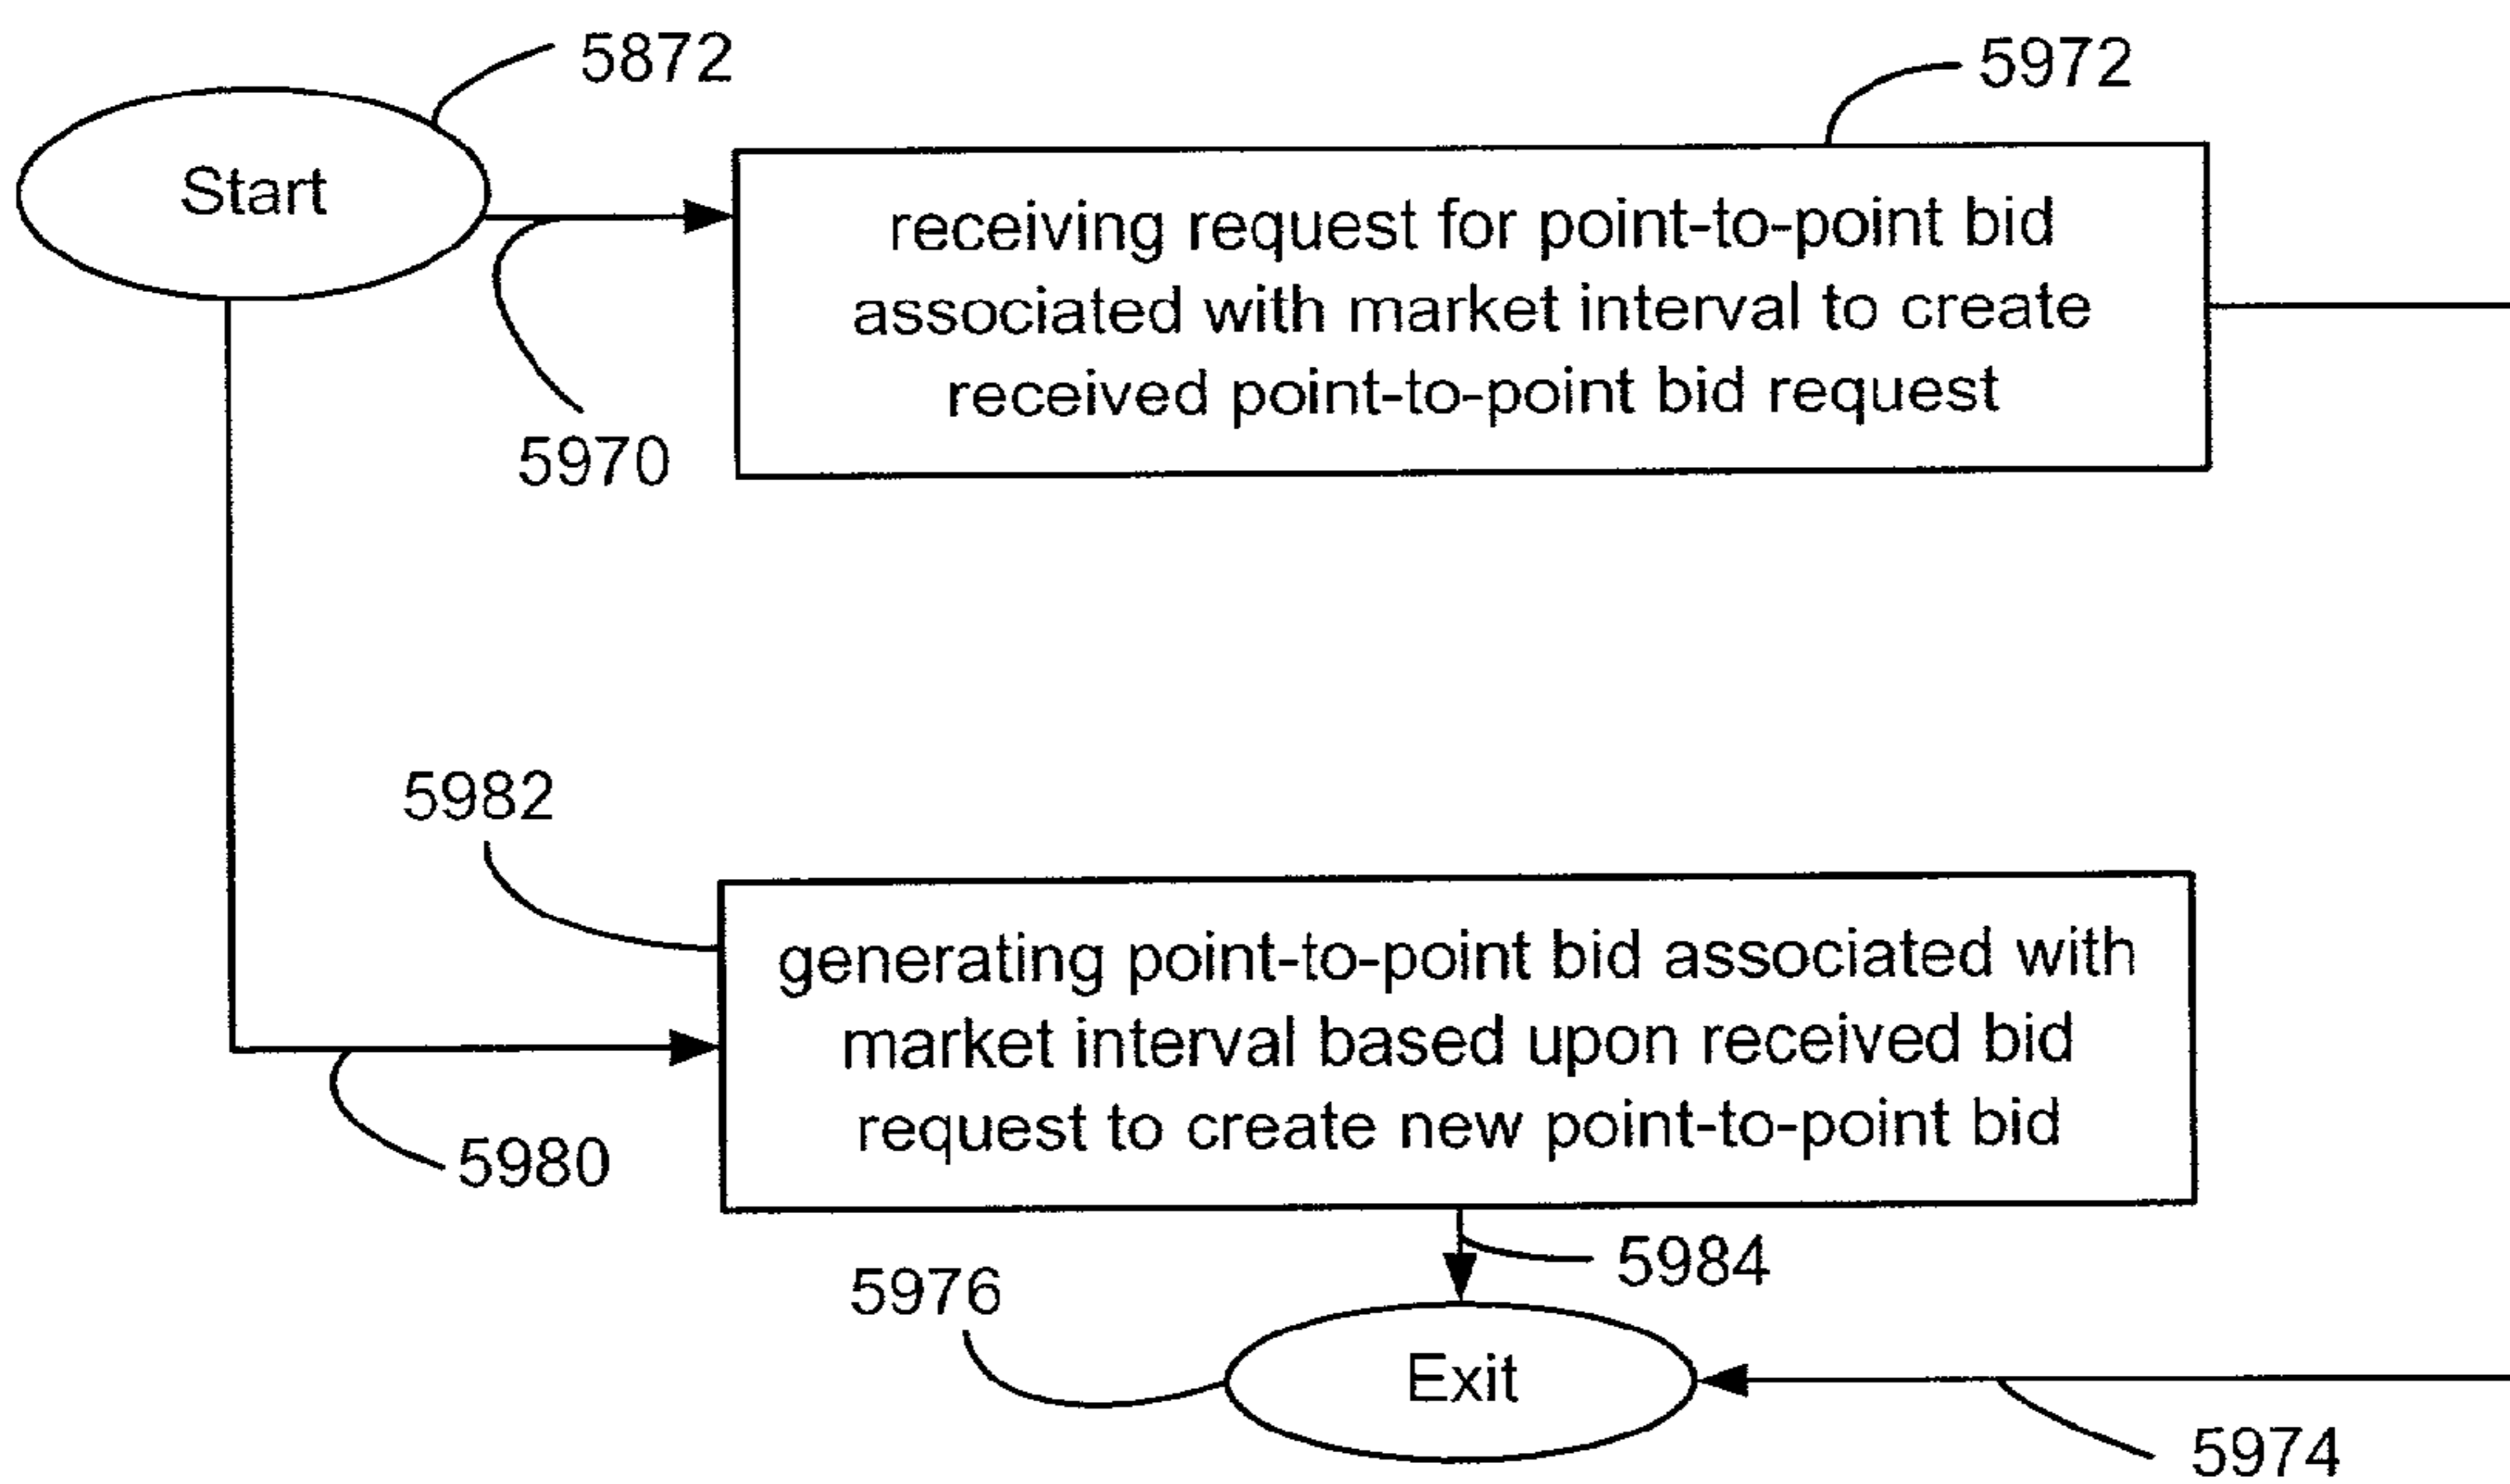 5872
5972
Start
receiving request for point-to-point bid
associated with market interval to create
received point-to-point bid request
5970
5982
generating point-to-point bid associated with
market interval based upon received bid
request to create new point-to-point bid
5980
5984
5976
Exit
5974